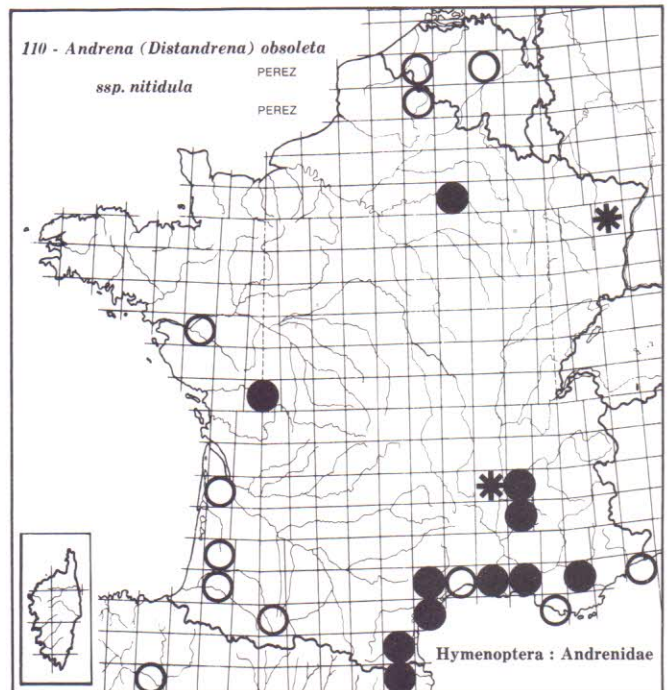 110 - Andrena (Distandrena) obsoleta
PEREZ
ssp. nitidula
PEREZ
Hymenoptera : Andrenidae